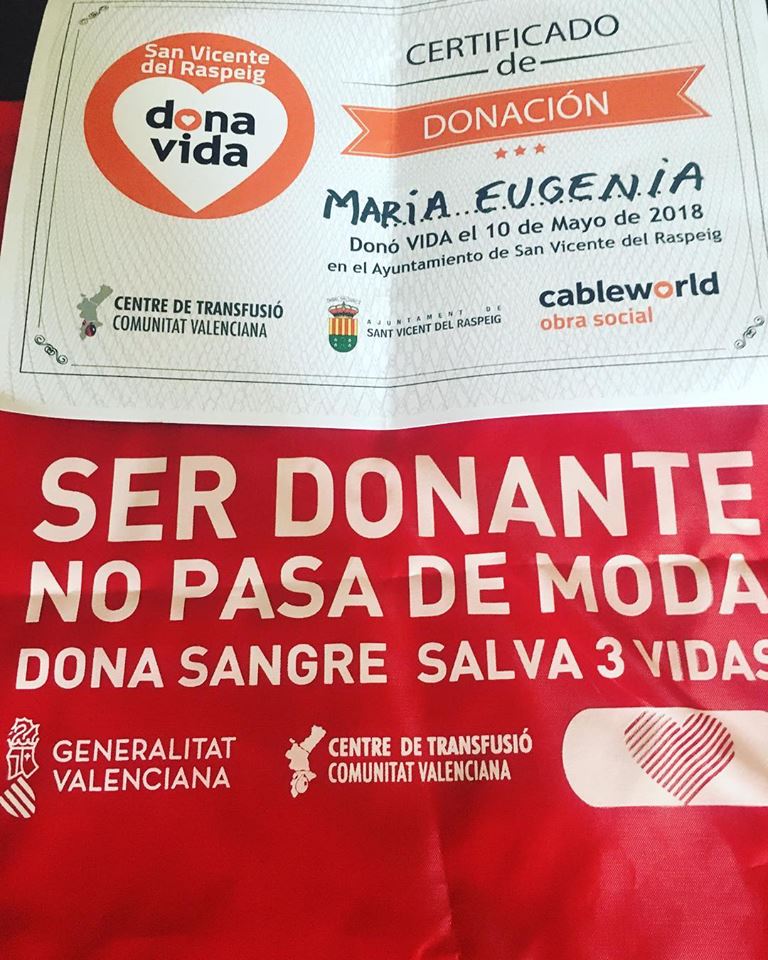 San Vicente
del Raspeig
dona
vida
CERTIFICADO
de
DONACIÓN
MARÍA EUGENIA
Donó VIDA el 10 de Mayo de 2018
en el Ayuntamiento de San Vicente del Raspeig
CENTRE DE TRANSFUSIÓ
COMUNITAT VALENCIANA
AJUNTAMENT DE
SANT VICENT DEL RASPEIG
cableworld
obra social
SER DONANTE
NO PASA DE MODA
DONA SANGRE SALVA 3 VIDAS
GENERALITAT
VALENCIANA
CENTRE DE TRANSFUSIÓ
COMUNITAT VALENCIANA